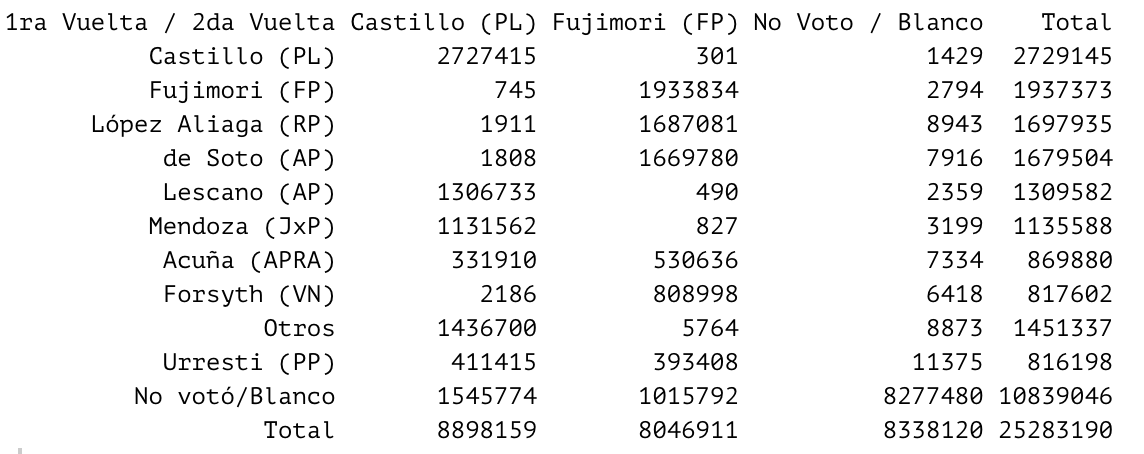 1ra Vuelta / 2da Vuelta Castillo (PL) Fujimori (FP) No Voto / Blanco Total
Castillo (PL) 2727415 301 1429 2729145
Fujimori (FP) 745 1933834 2794 1937373
López Aliaga (RP) 1911 1687081 8943 1697935
de Soto (AP) 1808 1669780 7916 1679504
Lescano (AP) 1306733 490 2359 1309582
Mendoza (JxP) 1131562 827 3199 1135588
Acuña (APRA) 331910 530636 7334 869880
Forsyth (VN) 2186 808998 6418 817602
Otros 1436700 5764 8873 1451337
Urresti (PP) 411415 393408 11375 816198
No votó/Blanco 1545774 1015792 8277480 10839046
Total 8898159 8046911 8338120 25283190